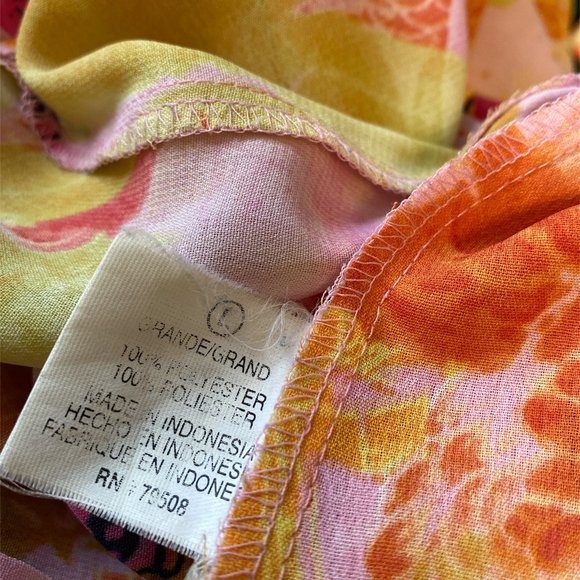 L
GRANDE/GRAND
100% POLYESTER
100% POLIESTER
MADE IN INDONESIA
HECHO EN INDONESIA
FABRIQUE EN INDONE
RN # 79508